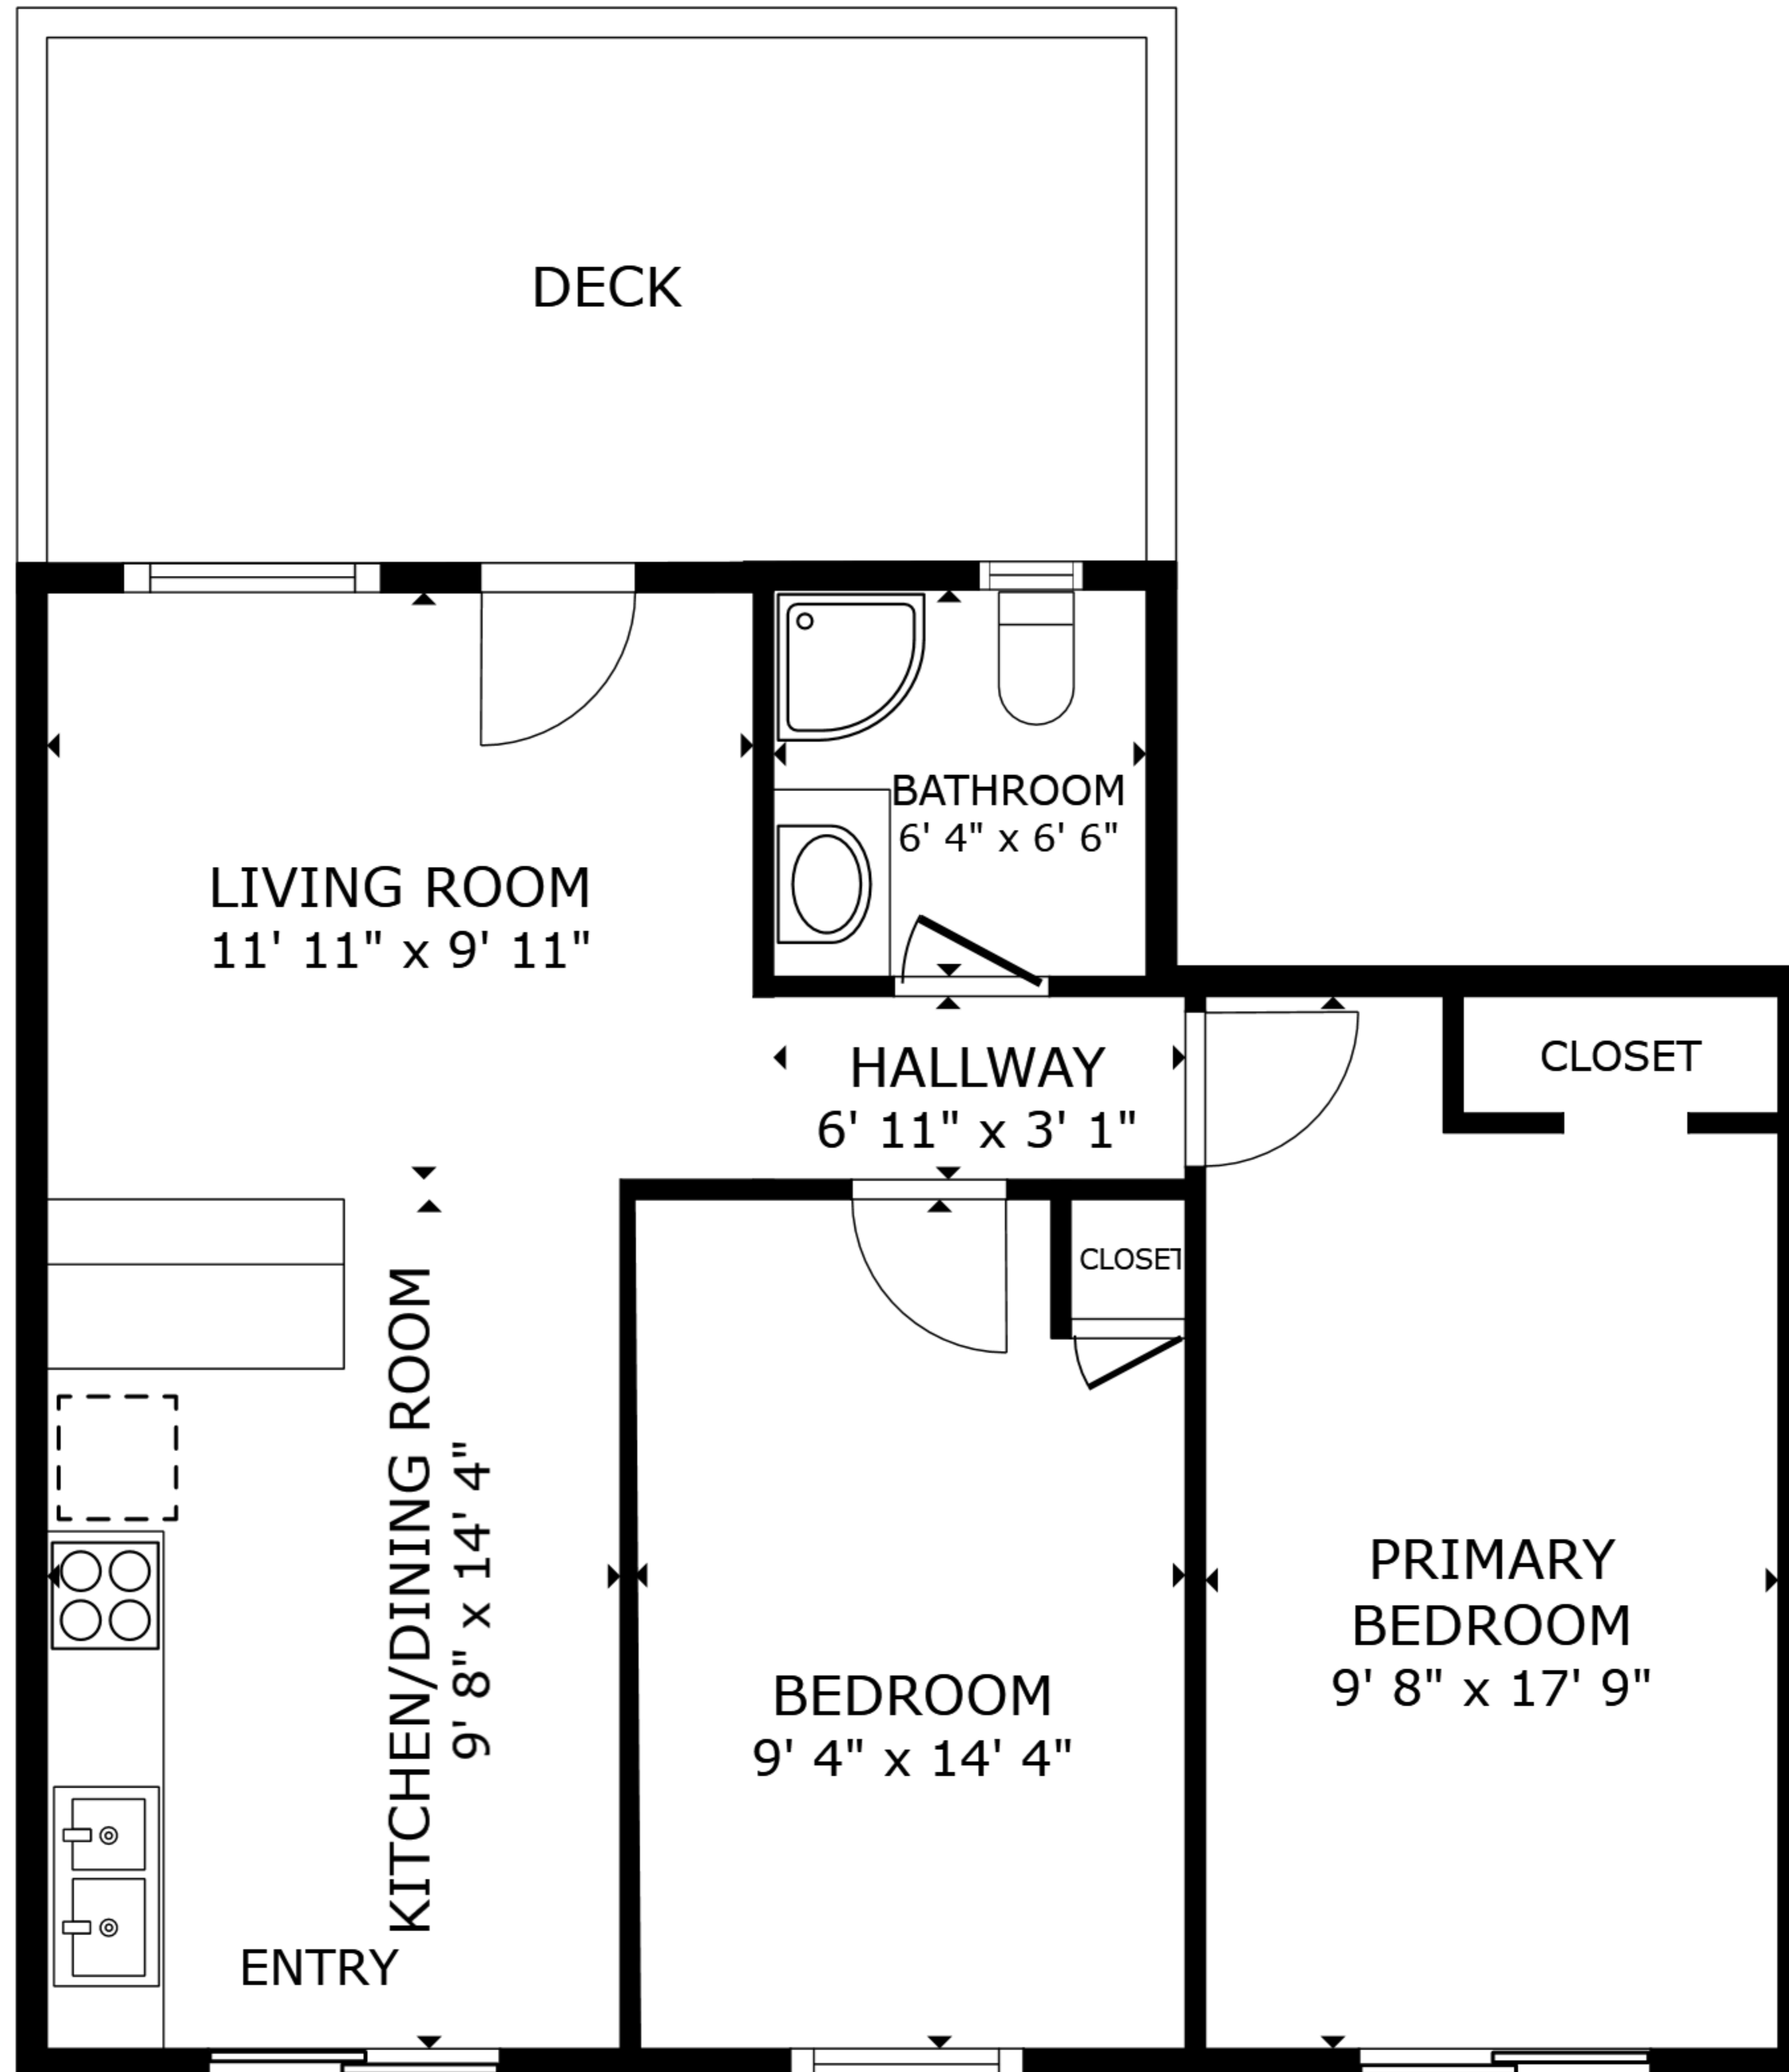 DECK
BATHROOM
6' 4" x 6' 6"
LIVING ROOM
11' 11" x 9' 11"
HALLWAY
6' 11" x 3' 1"
CLOSET
CLOSET
KITCHEN/DINING ROOM
9' 8" x 14' 4"
PRIMARY
BEDROOM
9' 8" x 17' 9"
BEDROOM
9' 4" x 14' 4"
ENTRY